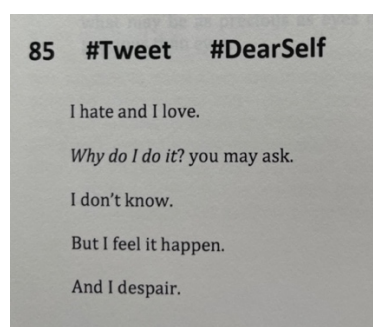 85 #Tweet #DearSelf
I hate and I love.
Why do I do it? you may ask.
I don't know.
But I feel it happen.
And I despair.